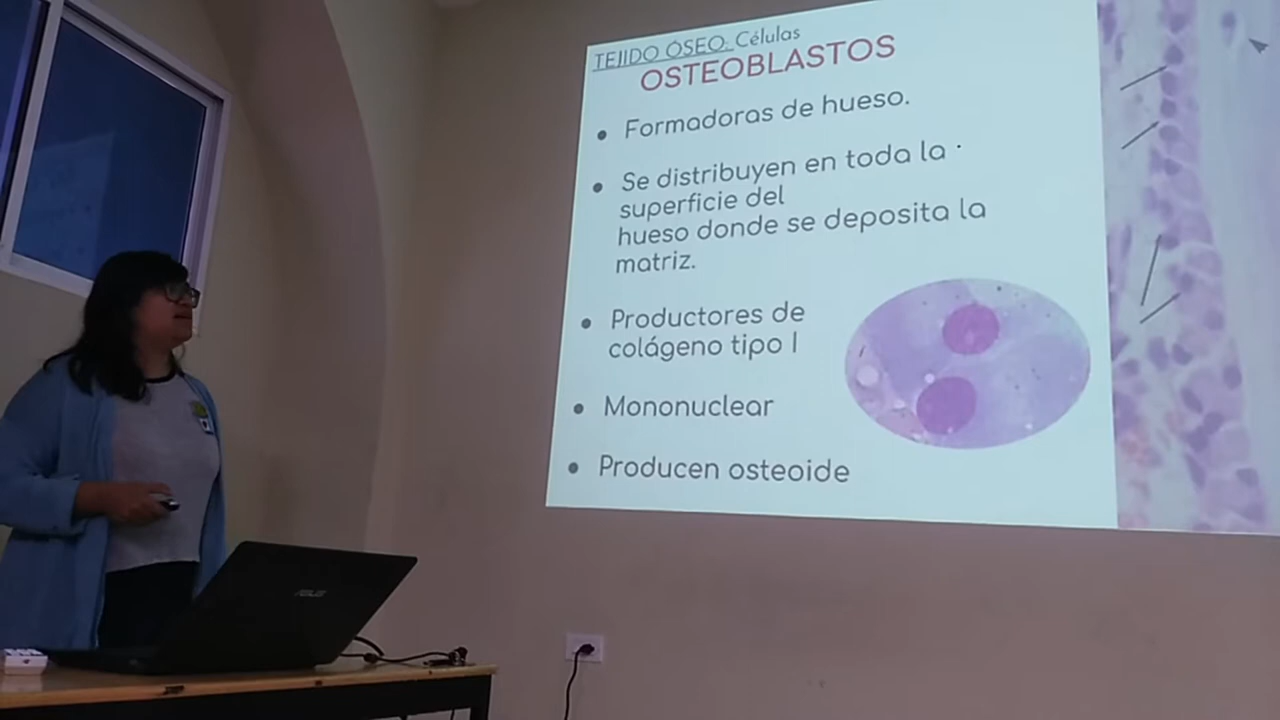 TEJIDO ÓSEO: Células
OSTEOBLASTOS
• Formadoras de hueso.
• Se distribuyen en toda la
superficie del
hueso donde se deposita la
matriz.
• Productores de
colágeno tipo I
• Mononuclear
• Producen osteoide
ASUS